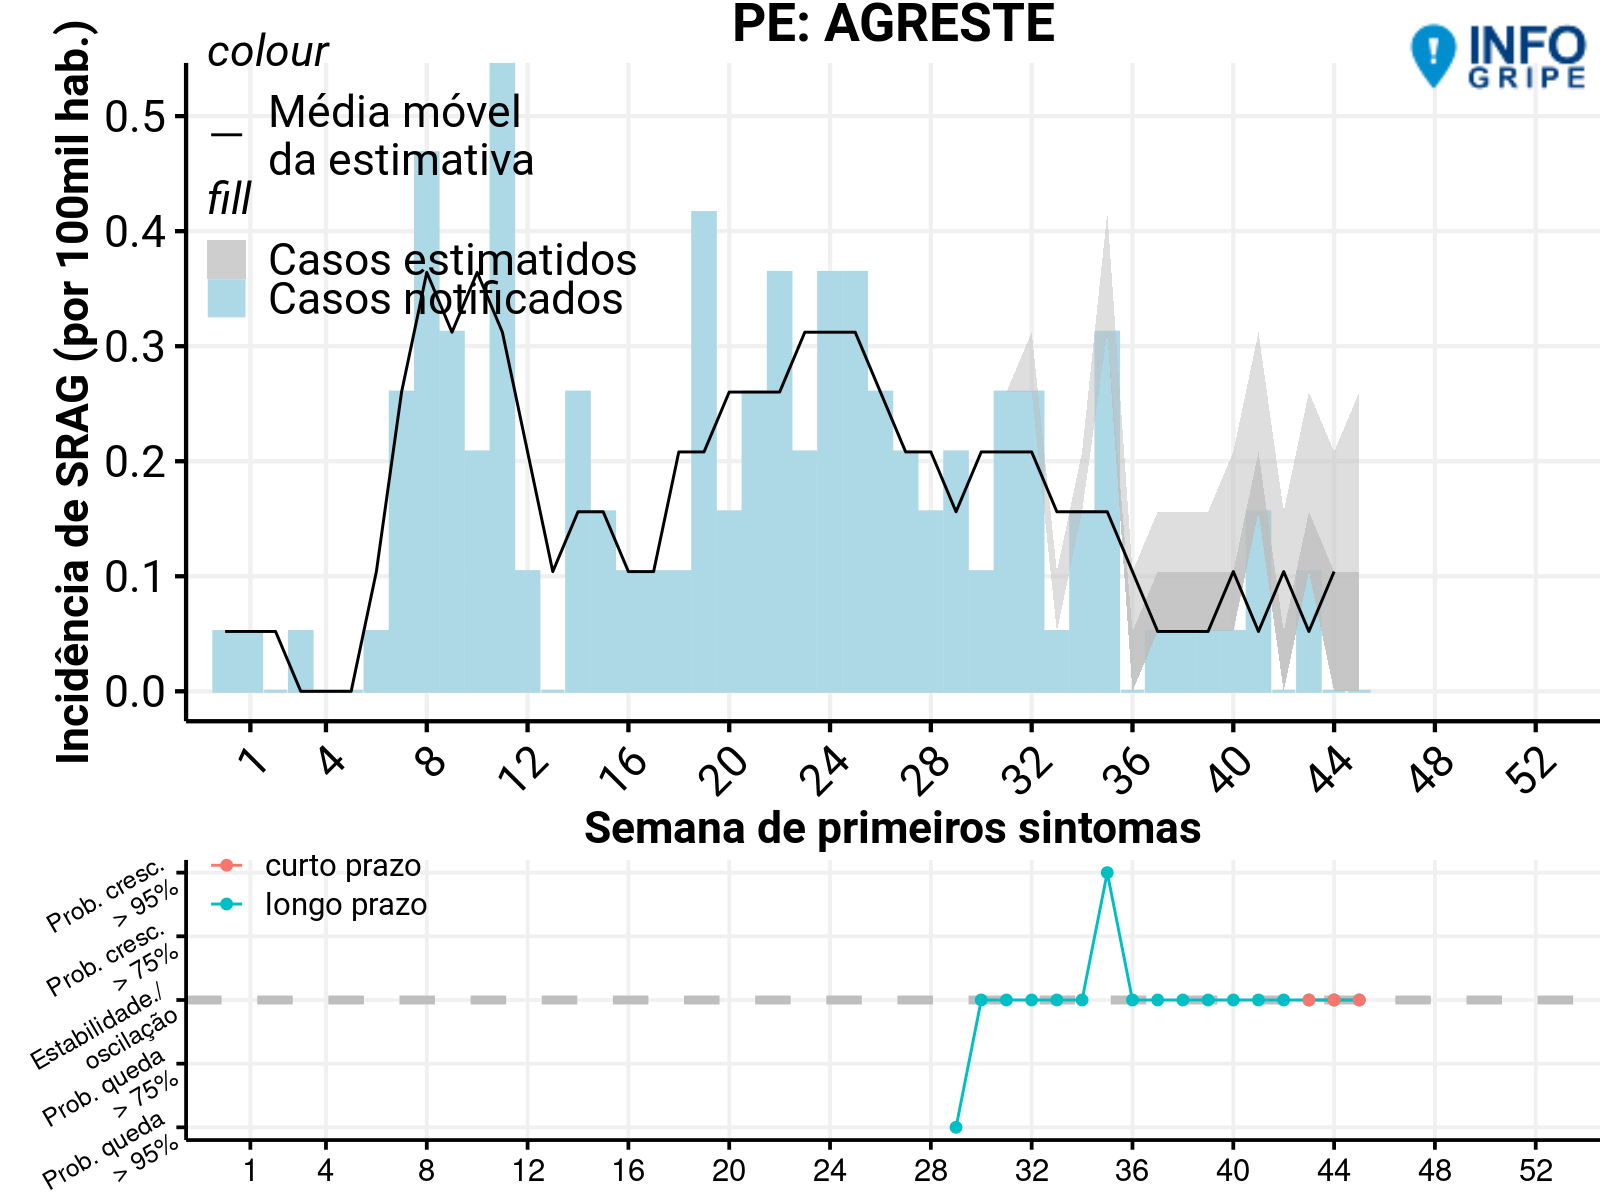 PE: AGRESTE
INFO
GRIPE
Incidência de SRAG (por 100mil hab.)
colour
Média móvel
da estimativa
fill
Casos estimatidos
Casos notificados
0.5
0.4
0.3
0.2
0.1
0.0
1 4 8 12 16 20 24 28 32 36 40 44 48 52
Semana de primeiros sintomas
curto prazo
longo prazo
Prob. cresc.
> 95%
Prob. cresc.
> 75%
Estabilidade./
oscilação
Prob. queda
> 75%
Prob. queda
> 95%
1 4 8 12 16 20 24 28 32 36 40 44 48 52